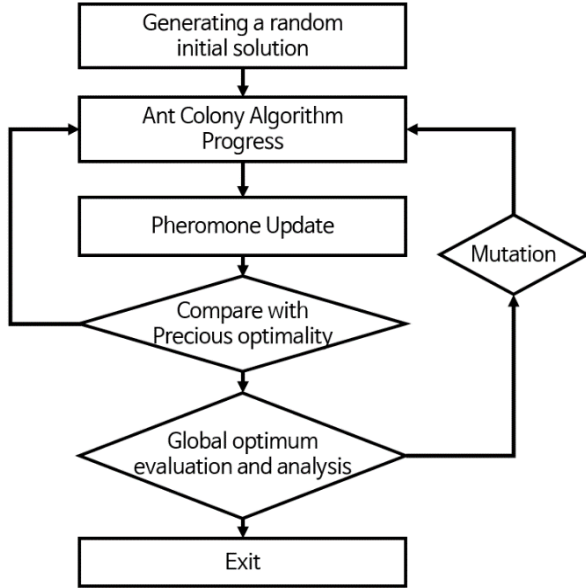 Generating a random
initial solution
Ant Colony Algorithm
Progress
Pheromone Update
Mutation
Compare with
Precious optimality
Global optimum
evaluation and analysis
Exit